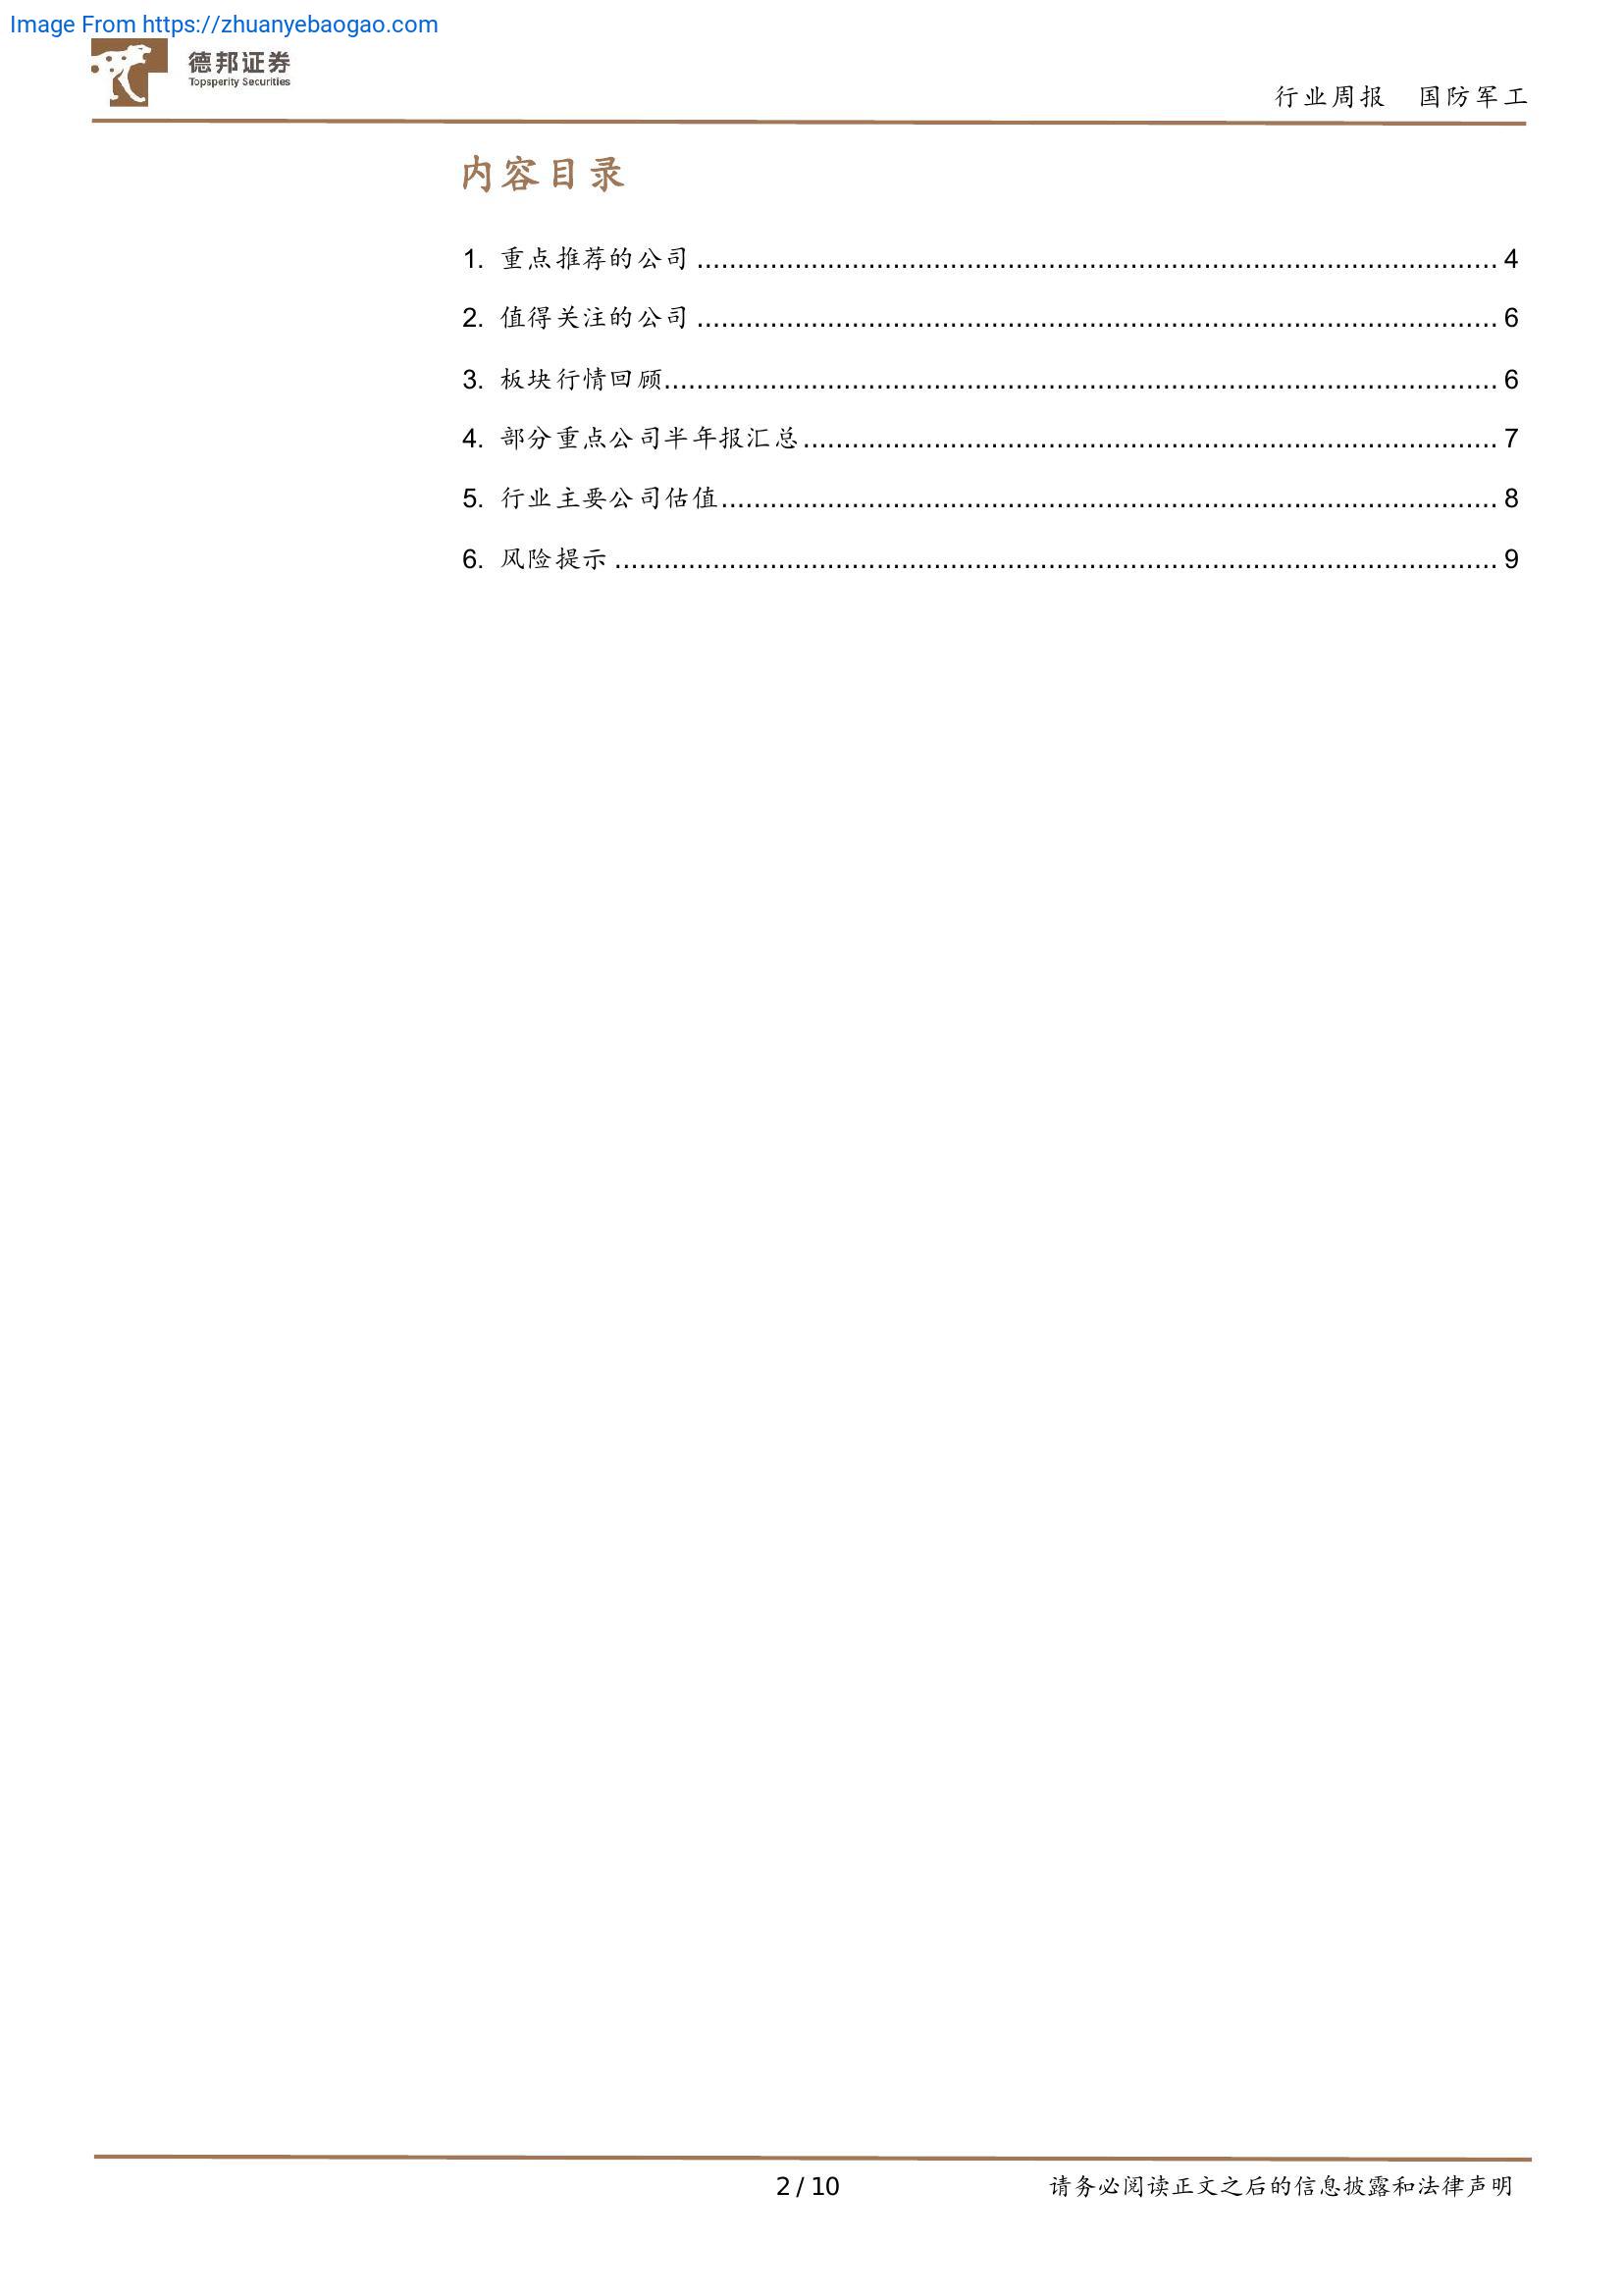 Image From https://zhuanyebaogao.com
德邦证券
Topsperity Securities
行业周报 国防军工
内容目录
1. 重点推荐的公司 ........................................................................ 4
2. 值得关注的公司 ........................................................................ 6
3. 板块行情回顾........................................................................ 6
4. 部分重点公司半年报汇总........................................................................ 7
5. 行业主要公司估值........................................................................ 8
6. 风险提示 ........................................................................ 9
2 / 10
请务必阅读正文之后的信息披露和法律声明